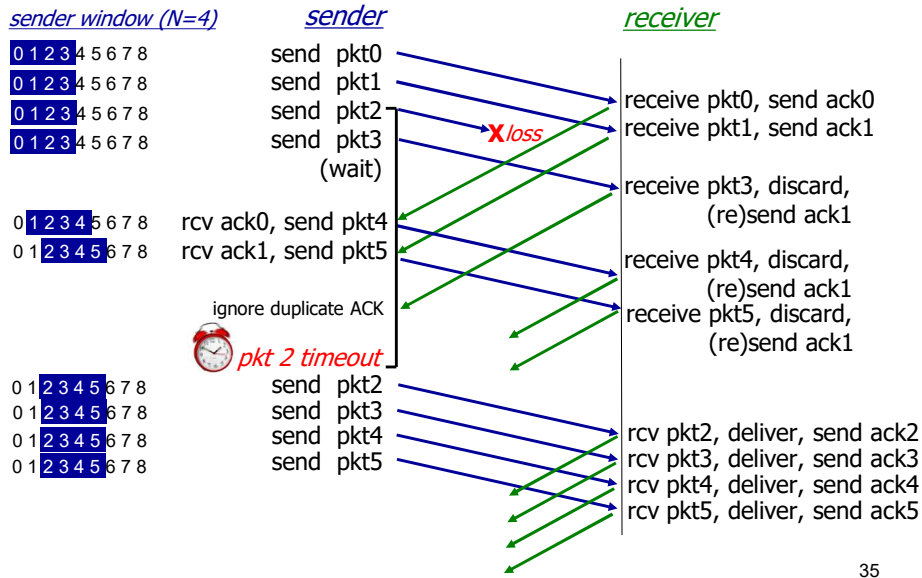 sender window (N=4) sender receiver
0 1 2 3 4 5 6 7 8 send pkt0
0 1 2 3 4 5 6 7 8 send pkt1
0 1 2 3 4 5 6 7 8 send pkt2
0 1 2 3 4 5 6 7 8 send pkt3
(wait)
X loss
receive pkt0, send ack0
receive pkt1, send ack1
receive pkt3, discard,
(re)send ack1
0 1 2 3 4 5 6 7 8 rcv ack0, send pkt4
0 1 2 3 4 5 6 7 8 rcv ack1, send pkt5
receive pkt4, discard,
(re)send ack1
receive pkt5, discard,
(re)send ack1
ignore duplicate ACK
pkt 2 timeout
0 1 2 3 4 5 6 7 8 send pkt2
0 1 2 3 4 5 6 7 8 send pkt3
0 1 2 3 4 5 6 7 8 send pkt4
0 1 2 3 4 5 6 7 8 send pkt5
rcv pkt2, deliver, send ack2
rcv pkt3, deliver, send ack3
rcv pkt4, deliver, send ack4
rcv pkt5, deliver, send ack5
35